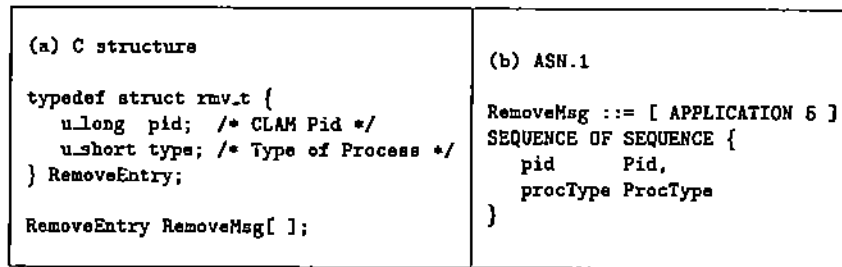 (a) C structure
typedef struct rmv_t {
u_long pid; /* CLAM Pid */
u_short type; /* Type of Process */
} RemoveEntry;
RemoveEntry RemoveMsg[ ];
(b) ASN.1
RemoveMsg ::= [ APPLICATION 6 ]
SEQUENCE OF SEQUENCE {
pid Pid,
procType ProcType
}